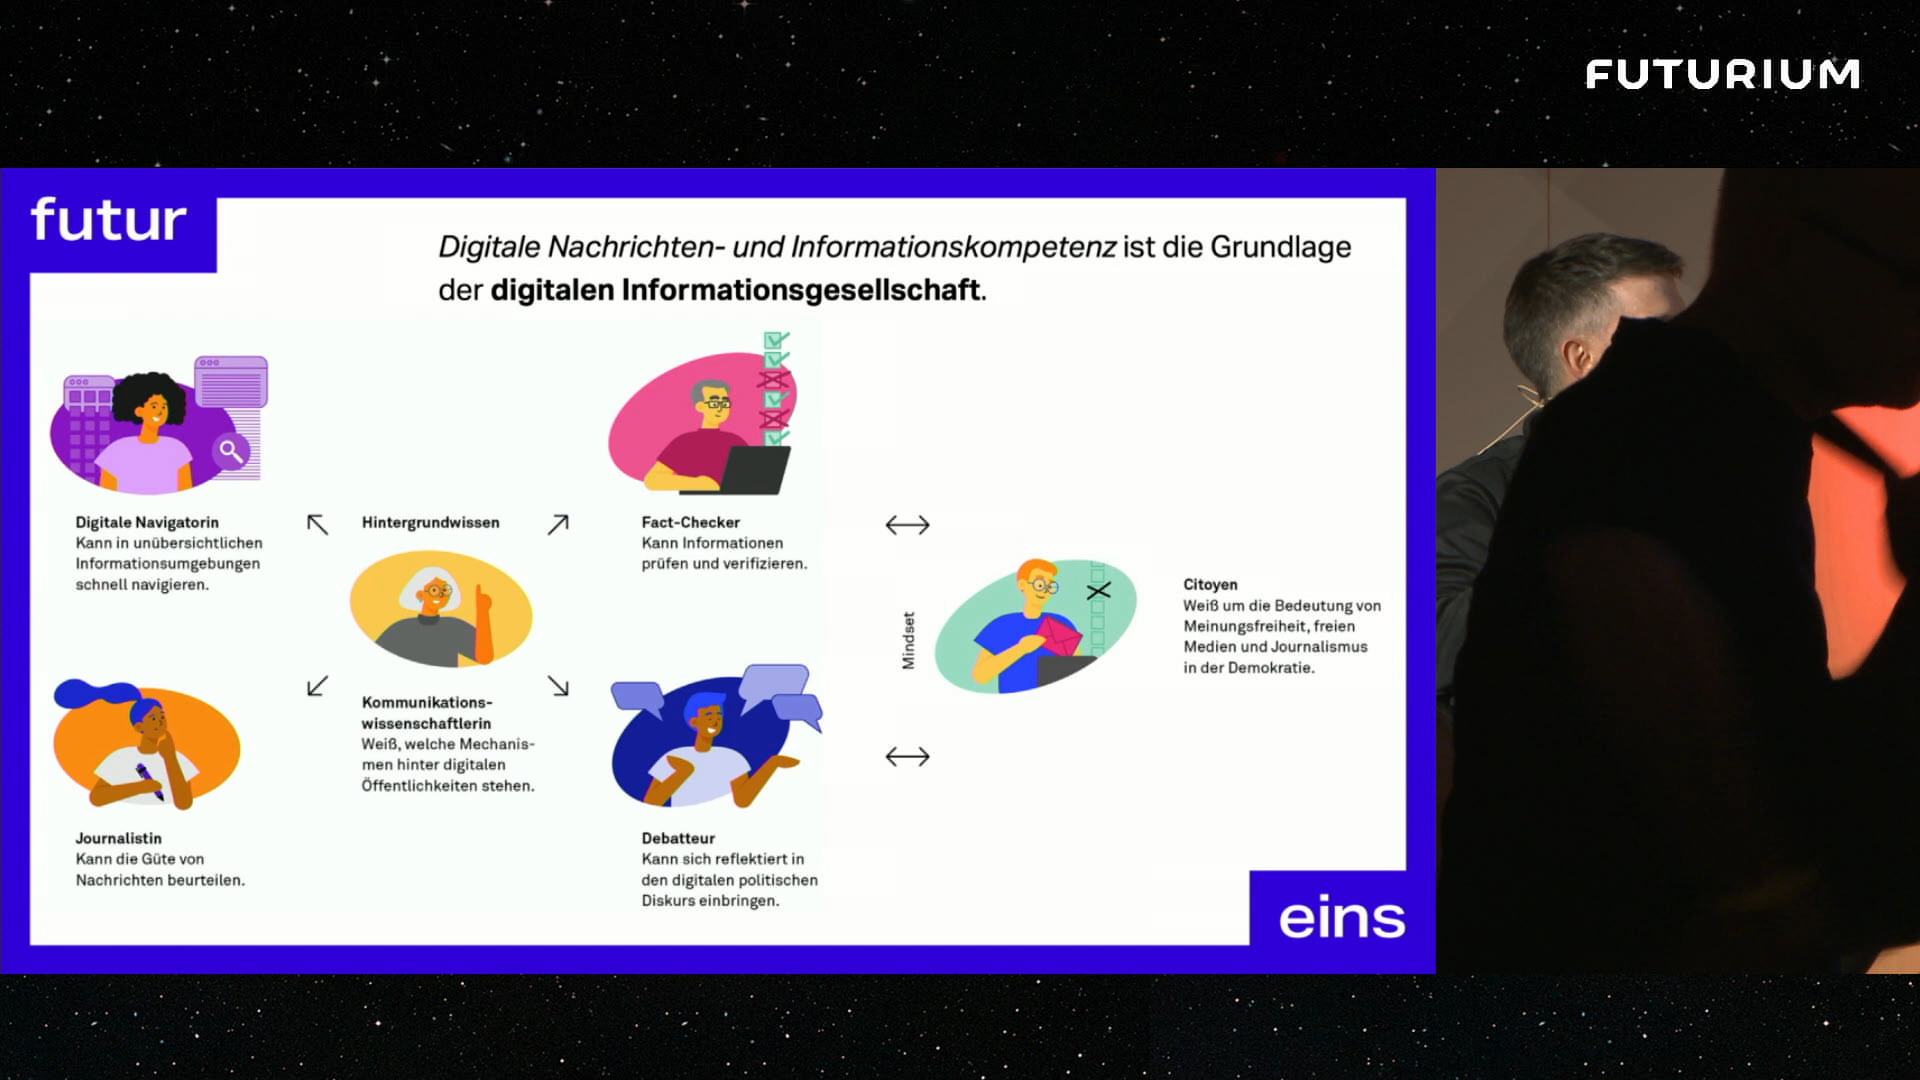 FUTURIUM
futur
Digitale Nachrichten- und Informationskompetenz ist die Grundlage
der digitalen Informationsgesellschaft.
Digitale Navigatorin
Kann in unübersichtlichen
Informationsumgebungen
schnell navigieren.
Hintergrundwissen
Fact-Checker
Kann Informationen
prüfen und verifizieren.
Mindset
Citoyen
Weiß um die Bedeutung von
Meinungsfreiheit, freien
Medien und Journalismus
in der Demokratie.
Kommunikations-
wissenschaftlerin
Weiß, welche Mechanis-
men hinter digitalen
Öffentlichkeiten stehen.
Journalistin
Kann die Güte von
Nachrichten beurteilen.
Debatteur
Kann sich reflektiert in
den digitalen politischen
Diskurs einbringen.
eins